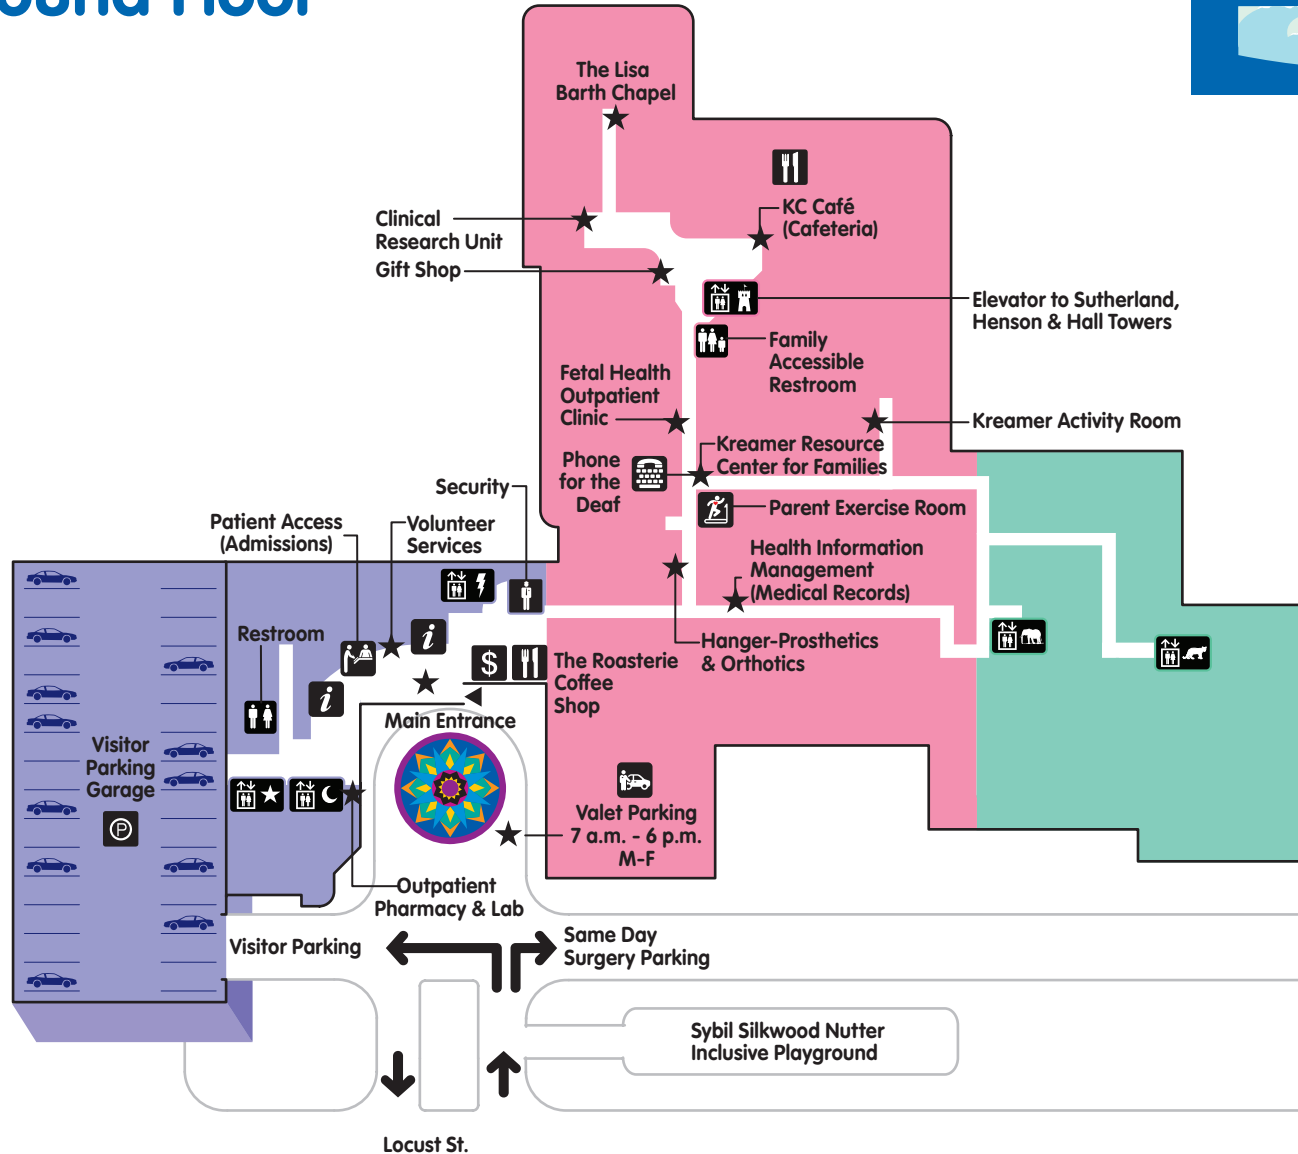 ound Floor
The Lisa
Barth Chapel
KC Café
(Cafeteria)
Clinical
Research Unit
Gift Shop
Elevator to Sutherland,
Henson & Hall Towers
Family
Accessible
Restroom
Fetal Health
Outpatient
Clinic
Kreamer Activity Room
Kreamer Resource
Center for Families
Phone
for the
Deaf
Security
Parent Exercise Room
Patient Access
(Admissions)
Volunteer
Services
Health Information
Management
(Medical Records)
Restroom
i
i
$
Hanger-Prosthetics
& Orthotics
The Roasterie
Coffee
Shop
Main Entrance
Visitor
Parking
Garage
P
Valet Parking
7 a.m. - 6 p.m.
M-F
Outpatient
Pharmacy & Lab
Visitor Parking
Same Day
Surgery Parking
Sybil Silkwood Nutter
Inclusive Playground
Locust St.